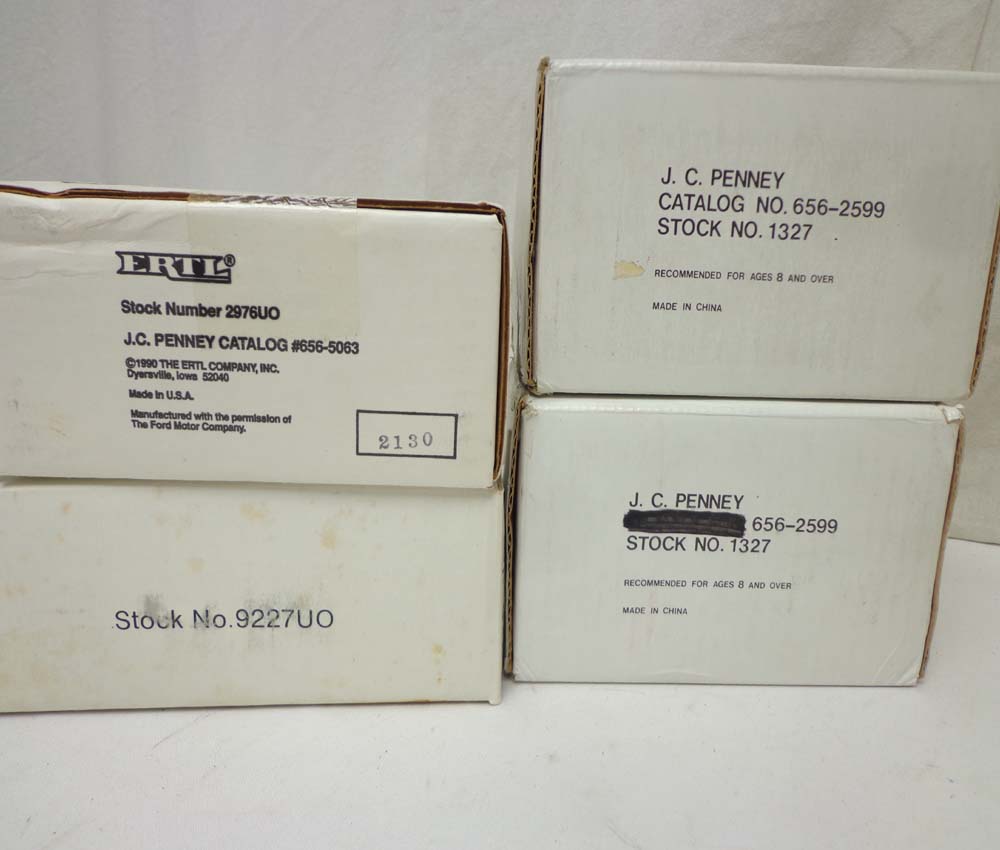 ERTL®
Stock Number 2976UO
J.C. PENNEY CATALOG #656-5063
©1990 THE ERTL COMPANY, INC.
Dyersville, Iowa 52040
Made in U.S.A.
Manufactured with the permission of
The Ford Motor Company.
2130
Stock No.9227UO
J. C. PENNEY
CATALOG NO. 656-2599
STOCK NO. 1327
RECOMMENDED FOR AGES 8 AND OVER
MADE IN CHINA
J. C. PENNEY
656-2599
STOCK NO. 1327
RECOMMENDED FOR AGES 8 AND OVER
MADE IN CHINA